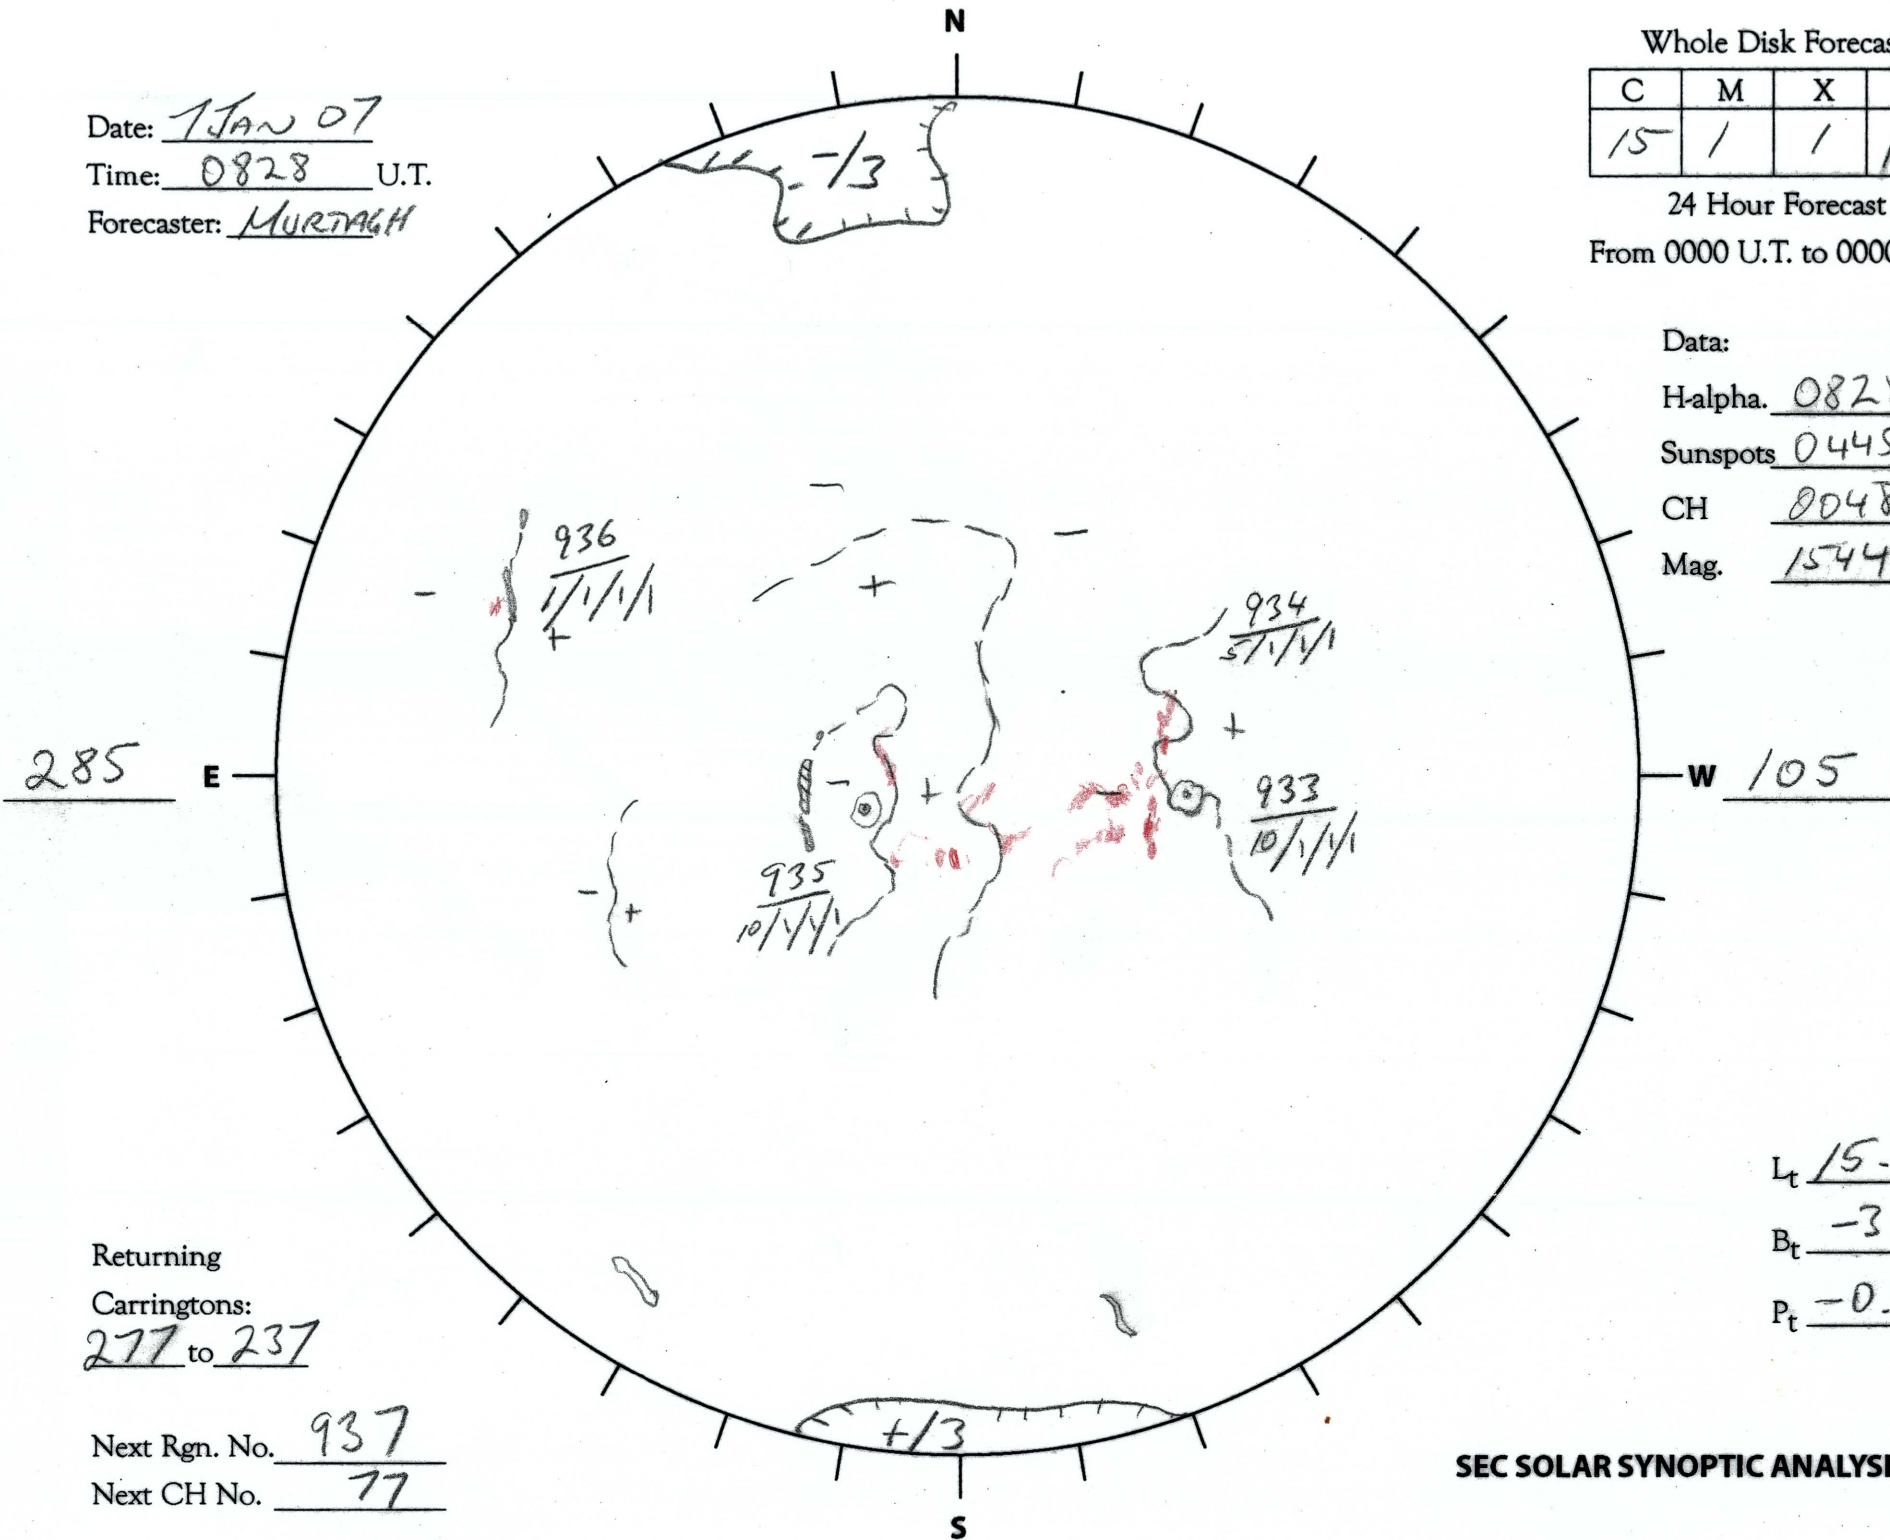 N
Date: 1 JAN 07
Time: 0828 U.T.
Forecaster: MURTAGH
Whole Disk Forecas
C M X
15 1 1
24 Hour Forecast
From 0000 U.T. to 000
Data:
H-alpha. 082
Sunspots 044
CH 004
Mag. 1544
-/3
-
936
1/1/1/1
-
+
-
+
-
934
5/1/1/1
+
285 E
W 105
-
+
-
933
10/1/1/1
935
10/1/1/1
-
+
Lt 15.
Bt -3
Pt -0.
Returning
Carringtons:
277 to 237
Next Rgn. No. 937
Next CH No. 77
+/3
SEC SOLAR SYNOPTIC ANALYSI
S